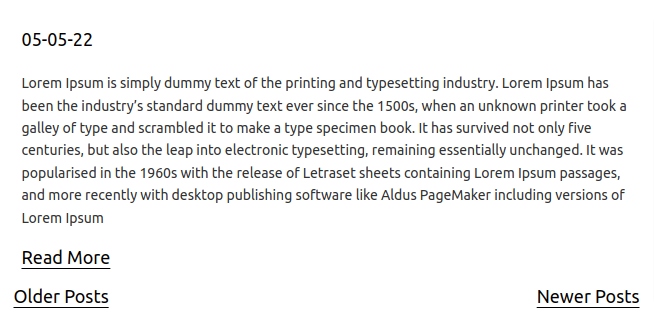 05-05-22
Lorem Ipsum is simply dummy text of the printing and typesetting industry. Lorem Ipsum has
been the industry’s standard dummy text ever since the 1500s, when an unknown printer took a
galley of type and scrambled it to make a type specimen book. It has survived not only five
centuries, but also the leap into electronic typesetting, remaining essentially unchanged. It was
popularised in the 1960s with the release of Letraset sheets containing Lorem Ipsum passages,
and more recently with desktop publishing software like Aldus PageMaker including versions of
Lorem Ipsum
Read More
Older Posts Newer Posts